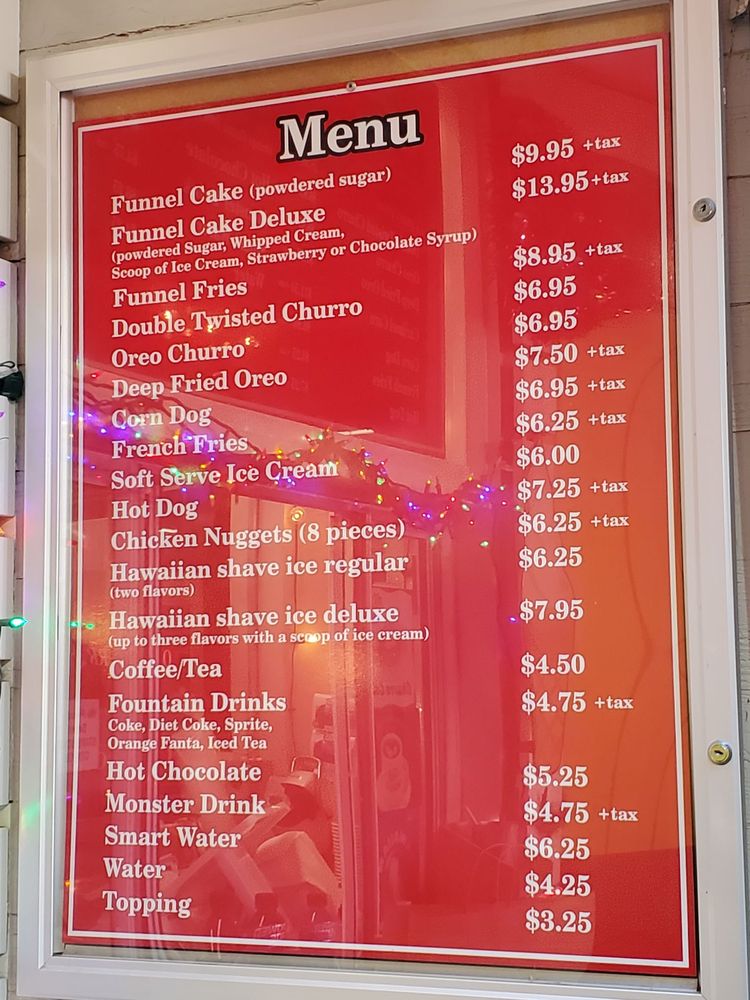 Menu
Funnel Cake (powdered sugar) $9.95 +tax
Funnel Cake Deluxe $13.95+tax
(powdered Sugar, Whipped Cream,
Scoop of Ice Cream, Strawberry or Chocolate Syrup)
Funnel Fries $8.95 +tax
Double Twisted Churro $6.95
Oreo Churro $6.95
Deep Fried Oreo $7.50 +tax
Corn Dog $6.95 +tax
French Fries $6.25 +tax
Soft Serve Ice Cream $6.00
Hot Dog $7.25 +tax
Chicken Nuggets (8 pieces) $6.25 +tax
Hawaiian shave ice regular $6.25
(two flavors)
Hawaiian shave ice deluxe $7.95
(up to three flavors with a scoop of ice cream)
Coffee/Tea $4.50
Fountain Drinks $4.75 +tax
Coke, Diet Coke, Sprite,
Orange Fanta, Iced Tea
Hot Chocolate $5.25
Monster Drink $4.75 +tax
Smart Water $6.25
Water $4.25
Topping $3.25